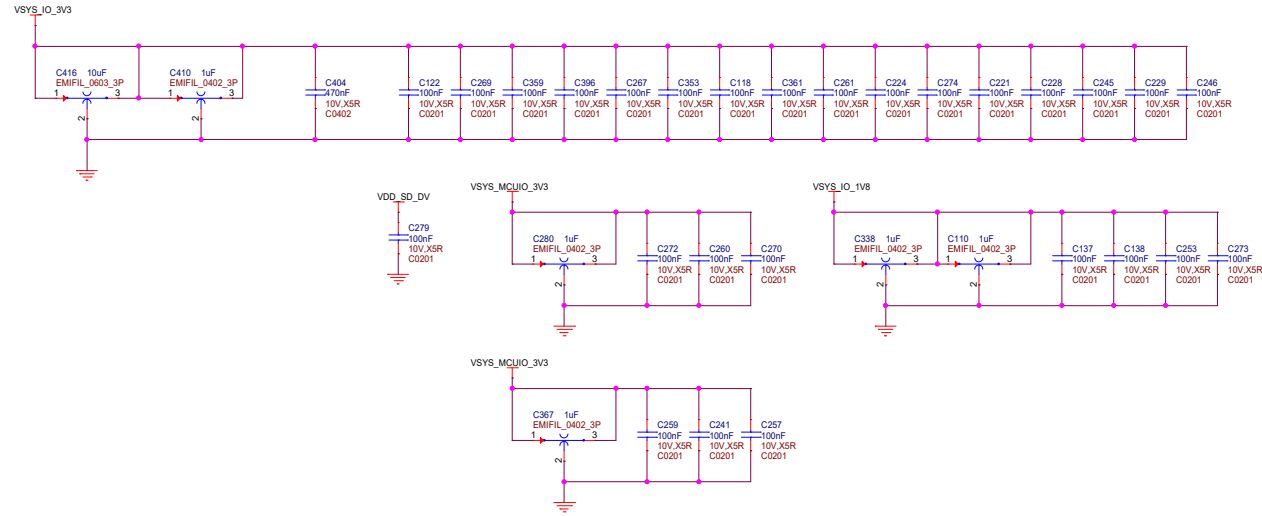 VSYS_IO_3V3
C416 10uF
EMIFIL_0603_3P
1 3
2
C410 1uF
EMIFIL_0402_3P
1 3
2
C404
470nF
10V,X5R
C0402
C122
100nF
10V,X5R
C0201
C269
100nF
10V,X5R
C0201
C359
100nF
10V,X5R
C0201
C396
100nF
10V,X5R
C0201
C267
100nF
10V,X5R
C0201
C353
100nF
10V,X5R
C0201
C118
100nF
10V,X5R
C0201
C361
100nF
10V,X5R
C0201
C261
100nF
10V,X5R
C0201
C224
100nF
10V,X5R
C0201
C274
100nF
10V,X5R
C0201
C221
100nF
10V,X5R
C0201
C228
100nF
10V,X5R
C0201
C245
100nF
10V,X5R
C0201
C229
100nF
10V,X5R
C0201
C246
100nF
10V,X5R
C0201
VDD_SD_DV
C279
100nF
10V,X5R
C0201
VSYS_MCUIO_3V3
C280 1uF
EMIFIL_0402_3P
1 3
2
C272
100nF
10V,X5R
C0201
C260
100nF
10V,X5R
C0201
C270
100nF
10V,X5R
C0201
VSYS_IO_1V8
C338 1uF
EMIFIL_0402_3P
1 3
2
C110 1uF
EMIFIL_0402_3P
1 3
2
C137
100nF
10V,X5R
C0201
C138
100nF
10V,X5R
C0201
C253
100nF
10V,X5R
C0201
C273
100nF
10V,X5R
C0201
VSYS_MCUIO_3V3
C367 1uF
EMIFIL_0402_3P
1 3
2
C259
100nF
10V,X5R
C0201
C241
100nF
10V,X5R
C0201
C257
100nF
10V,X5R
C0201